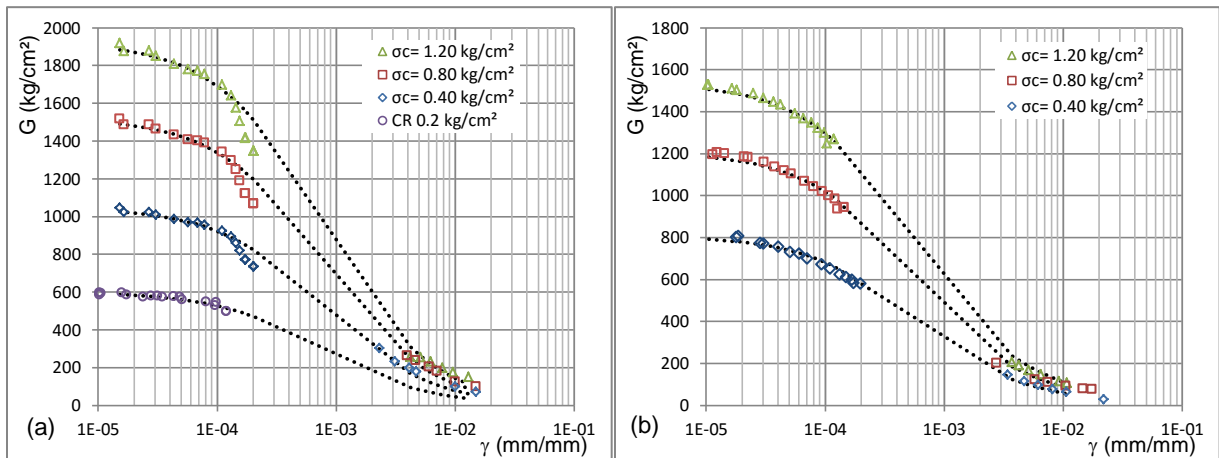 2000
1800
1600
1400
1200
1000
800
600
400
200
0
G (kg/cm²)
σc= 1.20 kg/cm²
σc= 0.80 kg/cm²
σc= 0.40 kg/cm²
CR 0.2 kg/cm²
(a)
1E-05 1E-04 1E-03 1E-02 1E-01
γ (mm/mm)
1800
1600
1400
1200
1000
800
600
400
200
0
G (kg/cm²)
σc= 1.20 kg/cm²
σc= 0.80 kg/cm²
σc= 0.40 kg/cm²
(b)
1E-05 1E-04 1E-03 1E-02 1E-01
γ (mm/mm)